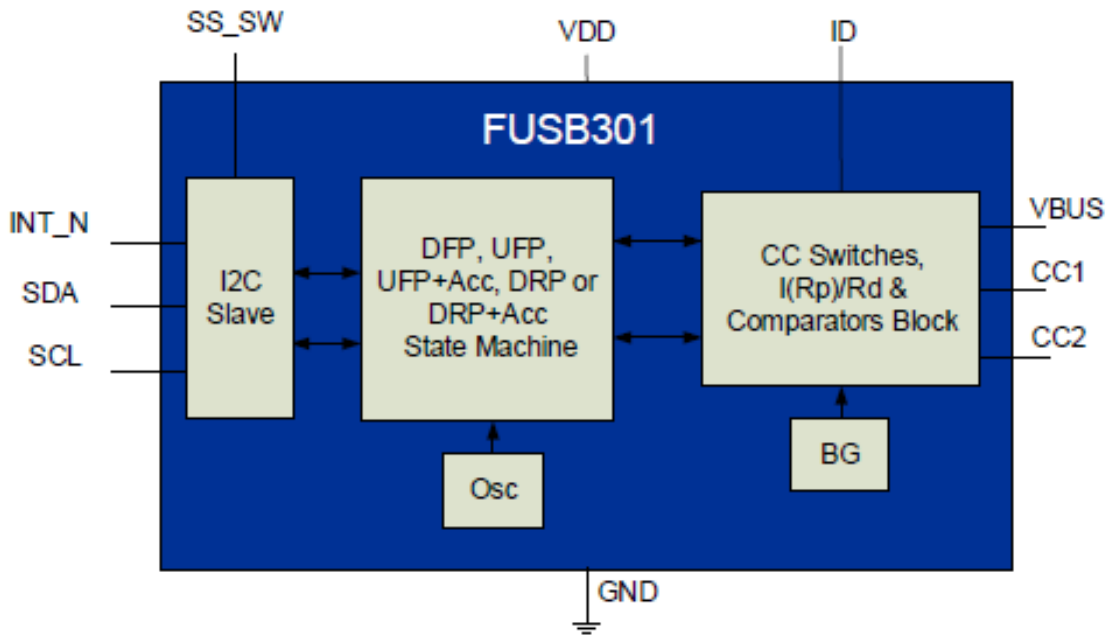 SS_SW
VDD
ID
FUSB301
INT_N
SDA
SCL
I2C
Slave
DFP, UFP,
UFP+Acc, DRP or
DRP+Acc
State Machine
CC Switches,
I(Rp)/Rd &
Comparators Block
VBUS
CC1
CC2
Osc
BG
GND